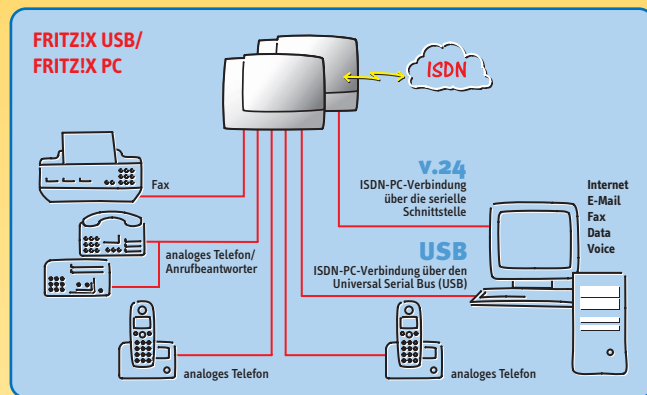 FRITZ!X USB/
FRITZ!X PC
ISDN
Fax
v.24
ISDN-PC-Verbindung
über die serielle
Schnittstelle
Internet
E-Mail
Fax
Data
Voice
analoges Telefon/
Anrufbeantworter
USB
ISDN-PC-Verbindung über den
Universal Serial Bus (USB)
analoges Telefon
analoges Telefon